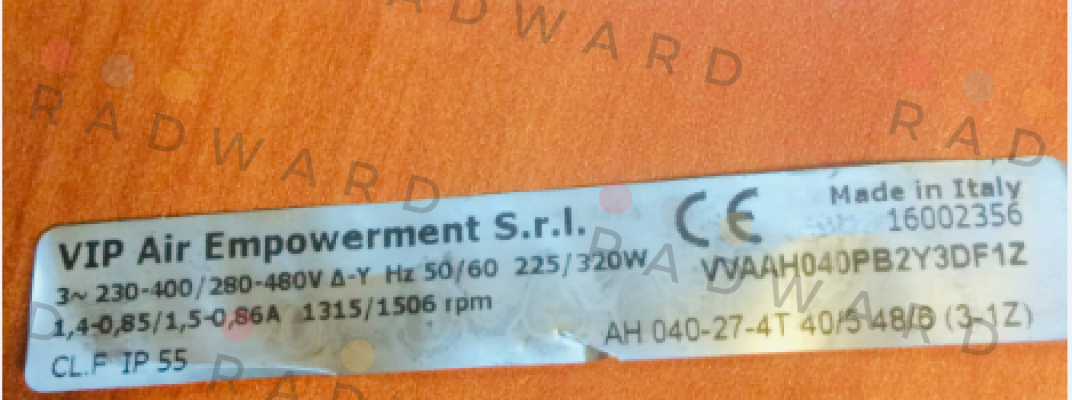 RADWARD
RADWARD
RAD
VIP Air Empowerment S.r.l.
CE
Made in Italy
16002356
3~ 230-400/280-480V Δ-Y Hz 50/60 225/320W
VVAAH040PB2Y3DF1Z
1,4-0,85/1,5-0,86A 1315/1506 rpm
AH 040-27-4T 40/5 48/6 (3-1Z)
CL.F IP 55
RAWARD
RADWARD